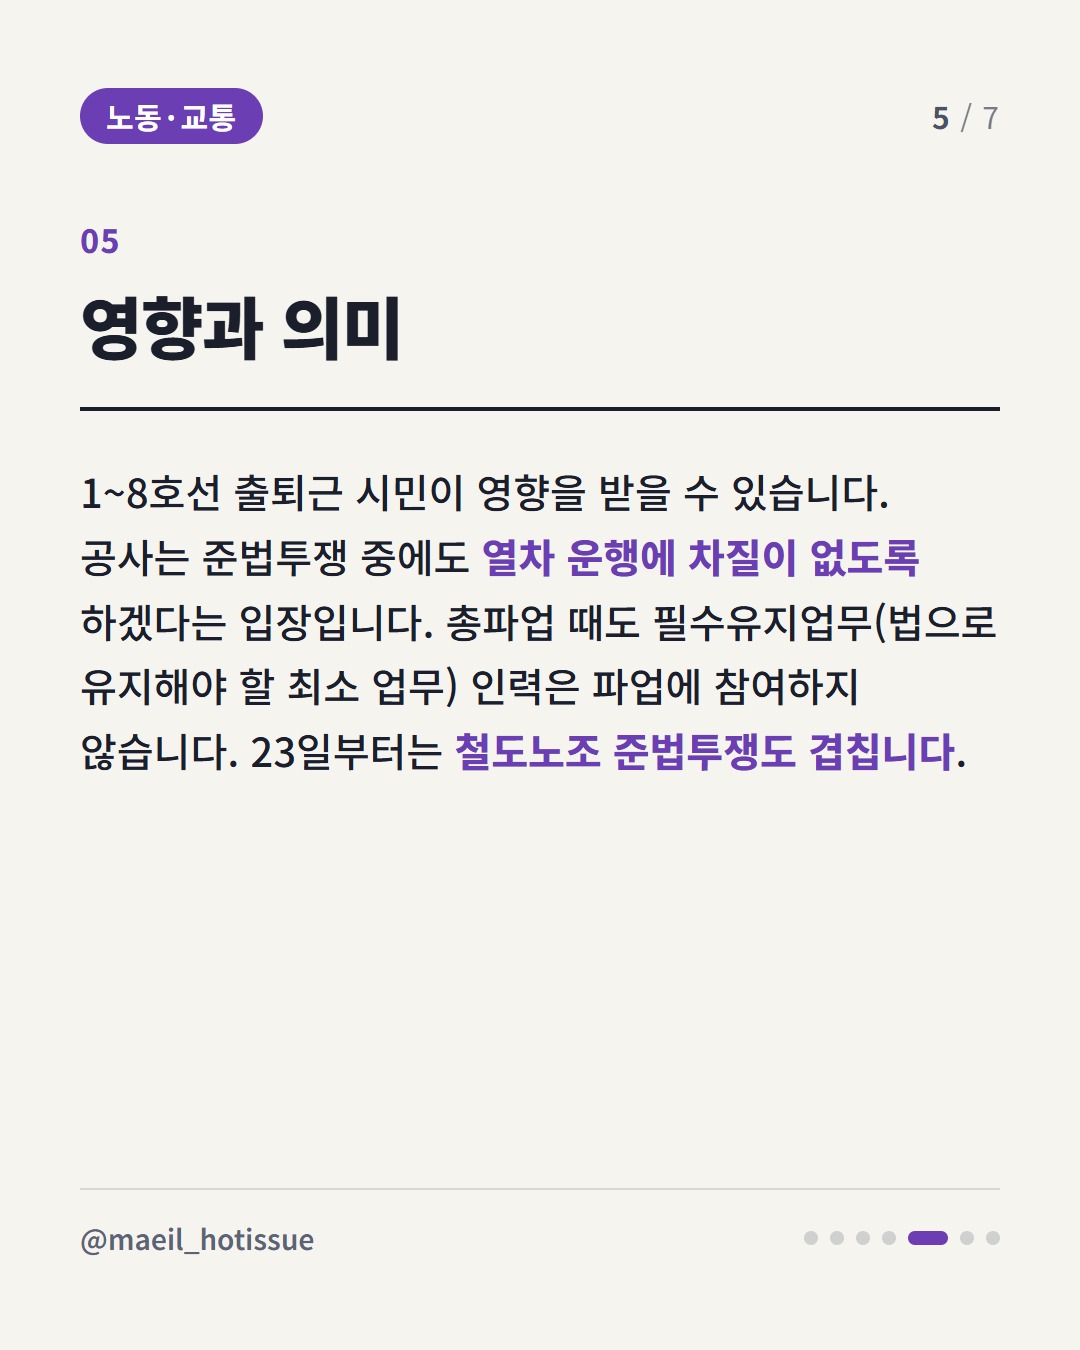 노동·교통
5 / 7
05
영향과 의미
1~8호선 출퇴근 시민이 영향을 받을 수 있습니다.
공사는 준법투쟁 중에도 열차 운행에 차질이 없도록
하겠다는 입장입니다. 총파업 때도 필수유지업무(법으로
유지해야 할 최소 업무) 인력은 파업에 참여하지
않습니다. 23일부터는 철도노조 준법투쟁도 겹칩니다.
@maeil_hotissue